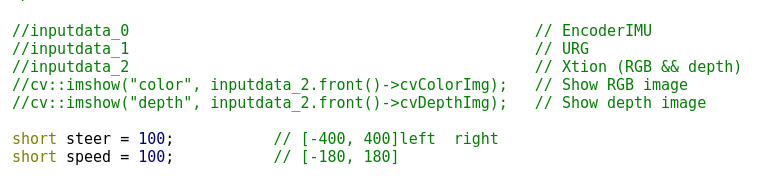 //inputdata_0                                             // EncoderIMU
//inputdata_1                                             // URG
//inputdata_2                                             // Xtion (RGB && depth)
//cv::imshow("color", inputdata_2.front()->cvColorImg);   // Show RGB image
//cv::imshow("depth", inputdata_2.front()->cvDepthImg);   // Show depth image
short steer = 100;           // [-400, 400]left  right
short speed = 100;           // [-180, 180]